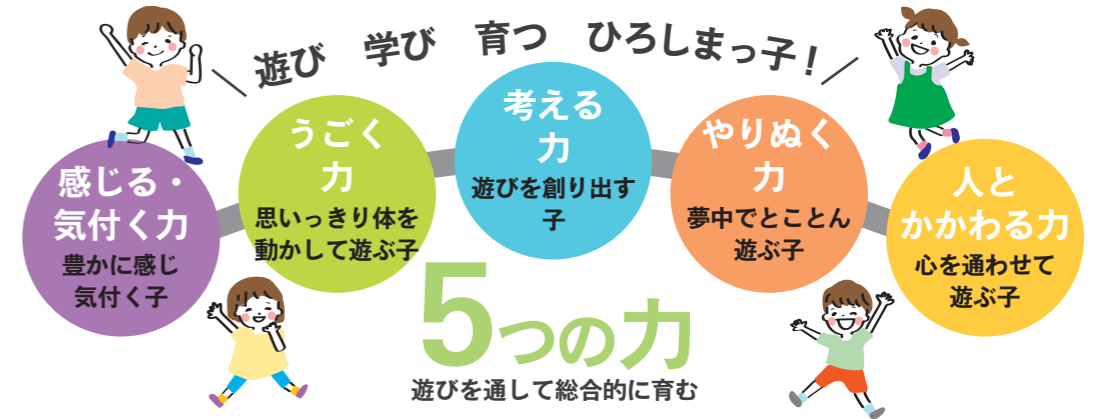 遊び 学び 育つ ひろしまっ子!
感じる・
気付く力
豊かに感じ
気付く子
うごく
力
思いっきり体を
動かして遊ぶ子
考える
力
遊びを創り出す
子
やりぬく
力
夢中でとことん
遊ぶ子
人と
かかわる力
心を通わせて
遊ぶ子
5つの力
遊びを通して総合的に育む